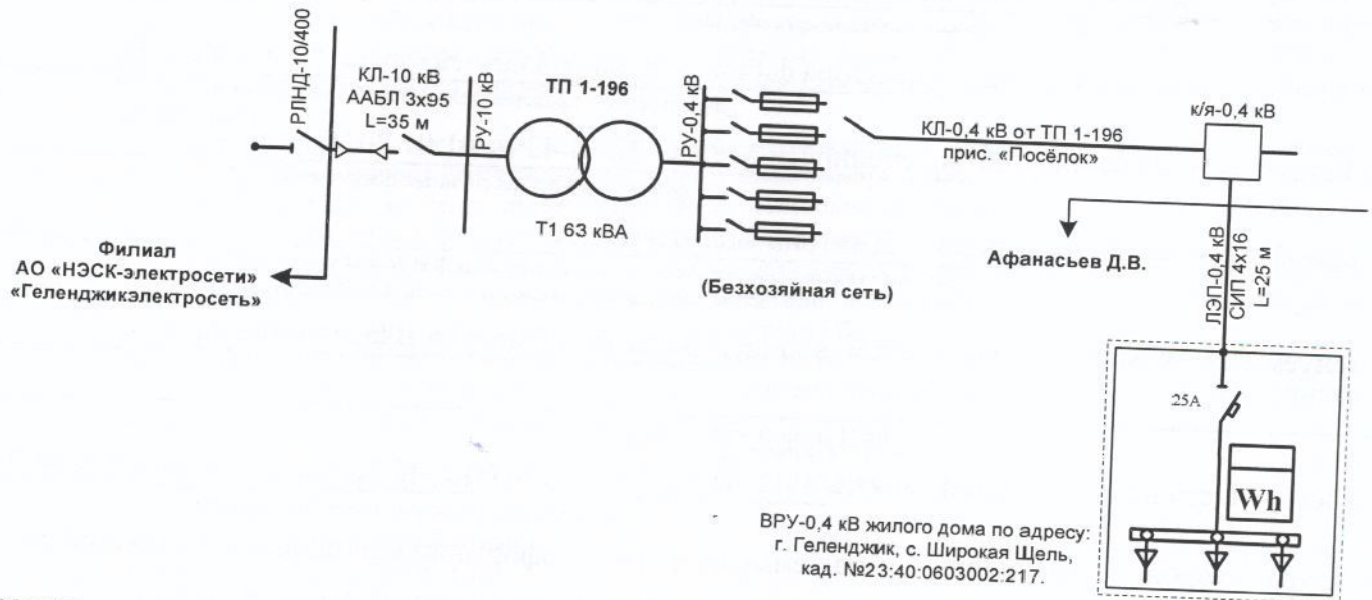 РЛНД-10/400
КЛ-10 кВ
ААБЛ 3х95
L=35 м
РУ-10 кВ
ТП 1-196
Т1 63 кВА
РУ-0,4 кВ
КЛ-0,4 кВ от ТП 1-196
прис. «Посёлок»
к/я-0,4 кВ
Филиал
АО «НЭСК-электросети»
«Геленджикэлектросеть»
(Безхозяйная сеть)
Афанасьев Д.В.
ЛЭП-0,4 кВ
СИП 4х16
L=25 м
25А
Wh
ВРУ-0,4 кВ жилого дома по адресу:
г. Геленджик, с. Широкая Щель,
кад. №23:40:0603002:217.